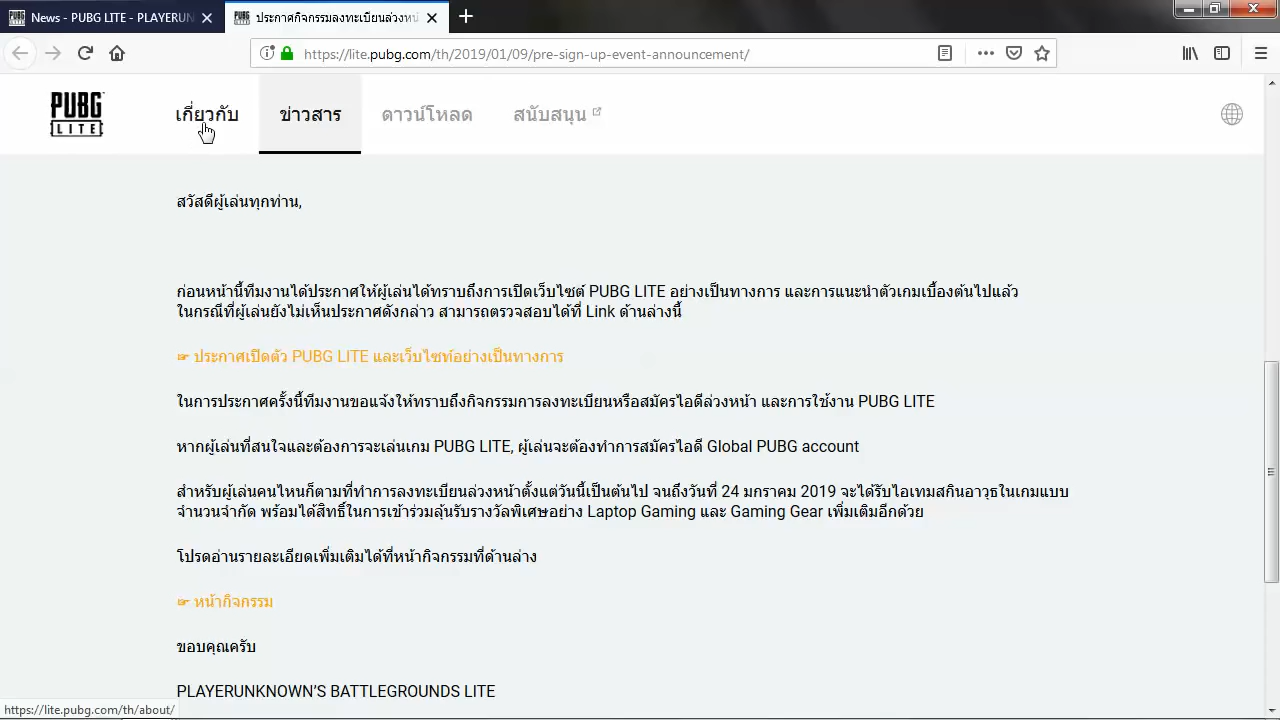 News - PUBG LITE - PLAYERUN
ประกาศกิจกรรมลงทะเบียนล่วงหน้
https://lite.pubg.com/th/2019/01/09/pre-sign-up-event-announcement/
PUBG LITE
เกี่ยวกับ
ข่าวสาร
ดาวน์โหลด
สนับสนุน
สวัสดีผู้เล่นทุกท่าน,
ก่อนหน้านี้ทีมงานได้ประกาศให้ผู้เล่นได้ทราบถึงการเปิดเว็บไซต์ PUBG LITE อย่างเป็นทางการ และการแนะนำตัวเกมเบื้องต้นไปแล้ว
ในกรณีที่ผู้เล่นยังไม่เห็นประกาศดังกล่าว สามารถตรวจสอบได้ที่ Link ด้านล่างนี้
☞ ประกาศเปิดตัว PUBG LITE และเว็บไซท์อย่างเป็นทางการ
ในการประกาศครั้งนี้ทีมงานขอแจ้งให้ทราบถึงกิจกรรมการลงทะเบียนหรือสมัครไอดีล่วงหน้า และการใช้งาน PUBG LITE
หากผู้เล่นที่สนใจและต้องการจะเล่นเกม PUBG LITE, ผู้เล่นจะต้องทำการสมัครไอดี Global PUBG account
สำหรับผู้เล่นคนไหนก็ตามที่ทำการลงทะเบียนล่วงหน้าตั้งแต่วันนี้เป็นต้นไป จนถึงวันที่ 24 มกราคม 2019 จะได้รับไอเทมสกินอาวุธในเกมแบบ
จำนวนจำกัด พร้อมได้สิทธิ์ในการเข้าร่วมลุ้นรับรางวัลพิเศษอย่าง Laptop Gaming และ Gaming Gear เพิ่มเติมอีกด้วย
โปรดอ่านรายละเอียดเพิ่มเติมได้ที่หน้ากิจกรรมที่ด้านล่าง
☞ หน้ากิจกรรม
ขอบคุณครับ
PLAYERUNKNOWN'S BATTLEGROUNDS LITE
https://lite.pubg.com/th/about/